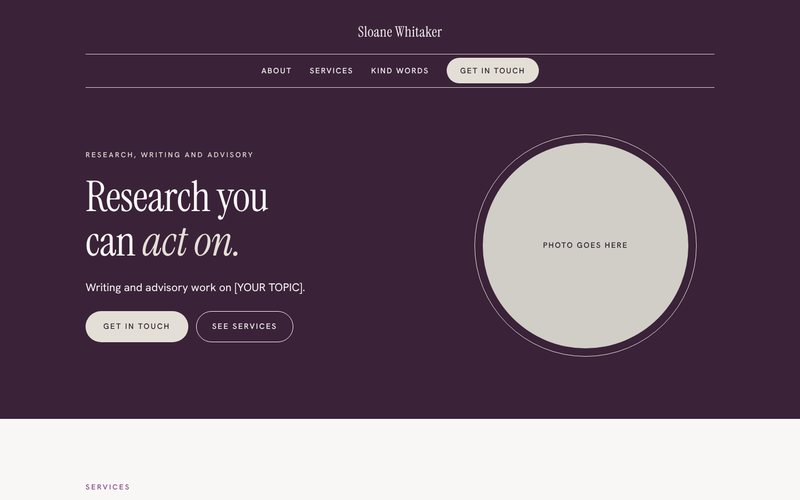 Sloane Whitaker
ABOUT SERVICES KIND WORDS GET IN TOUCH
RESEARCH, WRITING AND ADVISORY
Research you
can act on.
Writing and advisory work on [YOUR TOPIC].
GET IN TOUCH SEE SERVICES
PHOTO GOES HERE
SERVICES